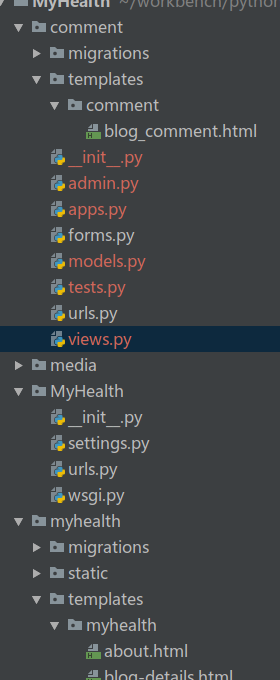 MyHealth ~/workbench/python
comment
migrations
templates
comment
blog_comment.html
__init__.py
admin.py
apps.py
forms.py
models.py
tests.py
urls.py
views.py
media
MyHealth
__init__.py
settings.py
urls.py
wsgi.py
myhealth
migrations
static
templates
myhealth
about.html
blog-details.html